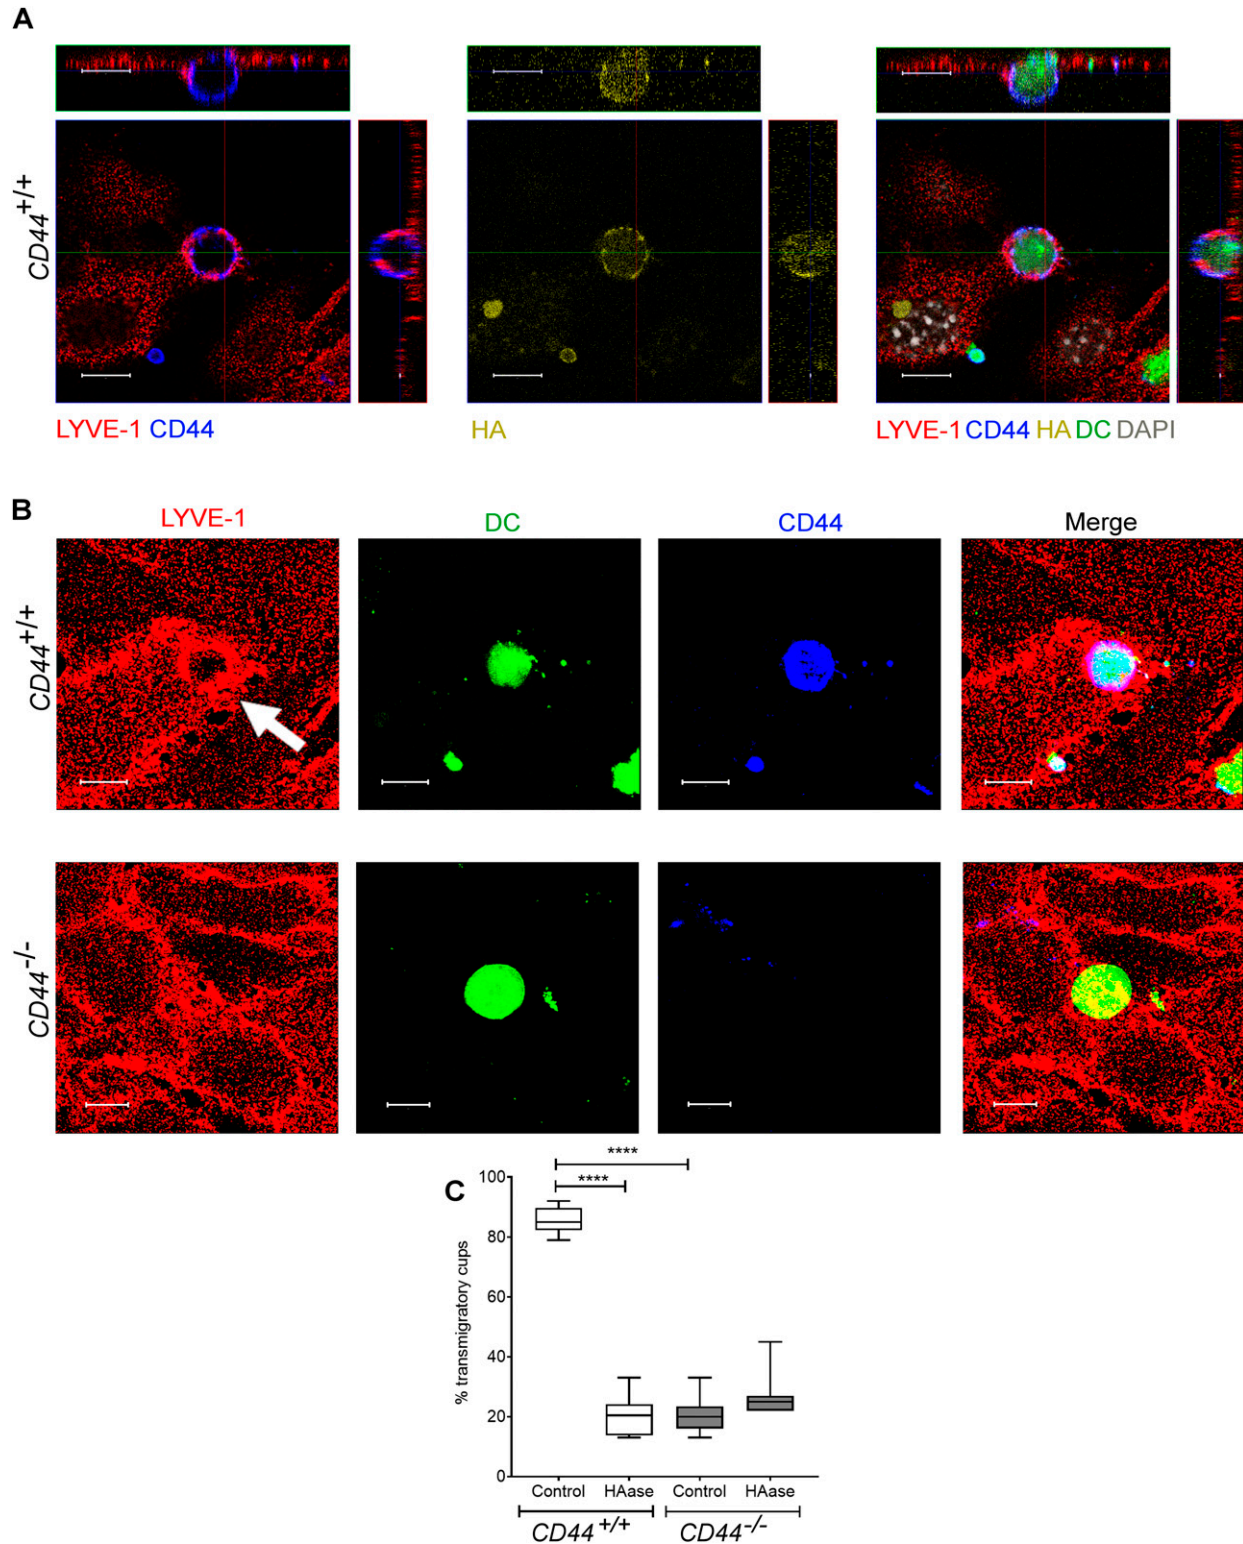 A
CD44+/+
LYVE-1 CD44
HA
LYVE-1 CD44 HA DC DAPI
B
LYVE-1 DC CD44 Merge
CD44+/+
CD44-/-
C
****
****
% transmigratory cups
100
80
60
40
20
0
Control HAase Control HAase
CD44+/+ CD44-/-